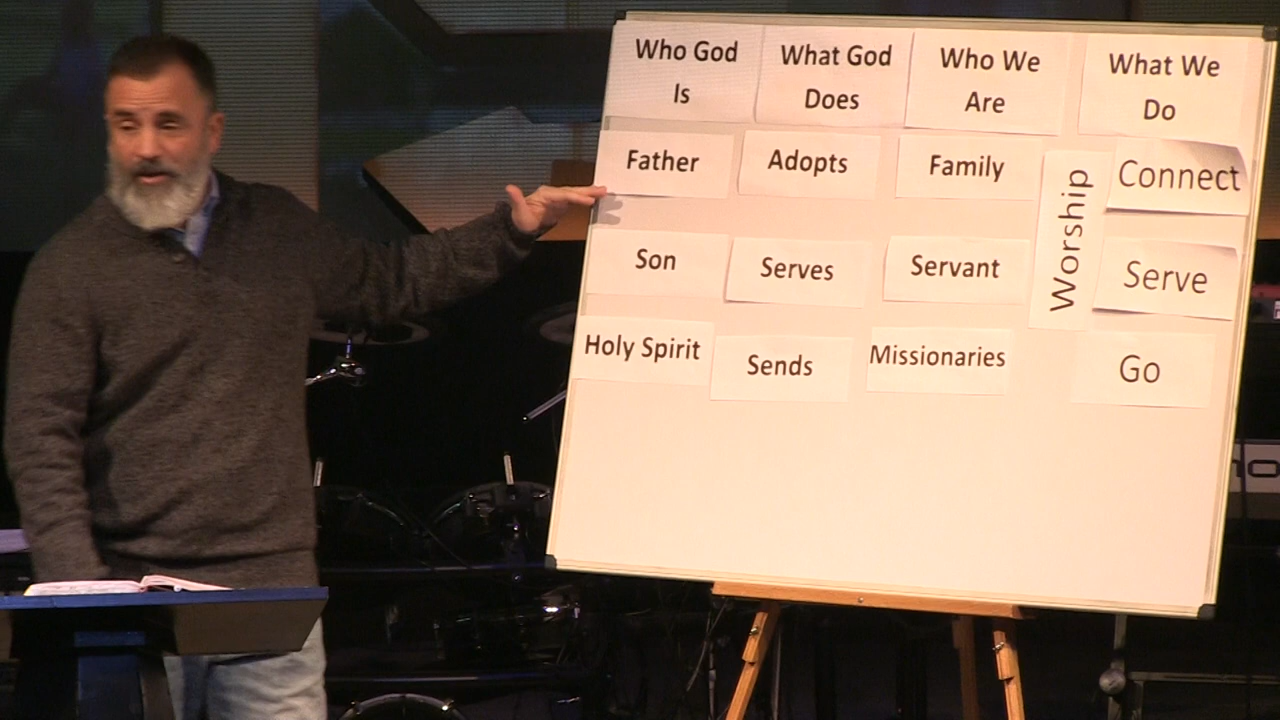 Who God
Is
What God
Does
Who We
Are
What We
Do
Father
Adopts
Family
Worship
Connect
Son
Serves
Servant
Serve
Holy Spirit
Sends
Missionaries
Go